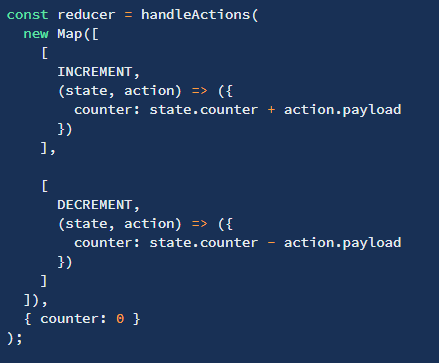 const reducer = handleActions(
  new Map([
    [
      INCREMENT,
      (state, action) => ({
        counter: state.counter + action.payload
      })
    ],

    [
      DECREMENT,
      (state, action) => ({
        counter: state.counter - action.payload
      })
    ]
  ]),
  { counter: 0 }
);